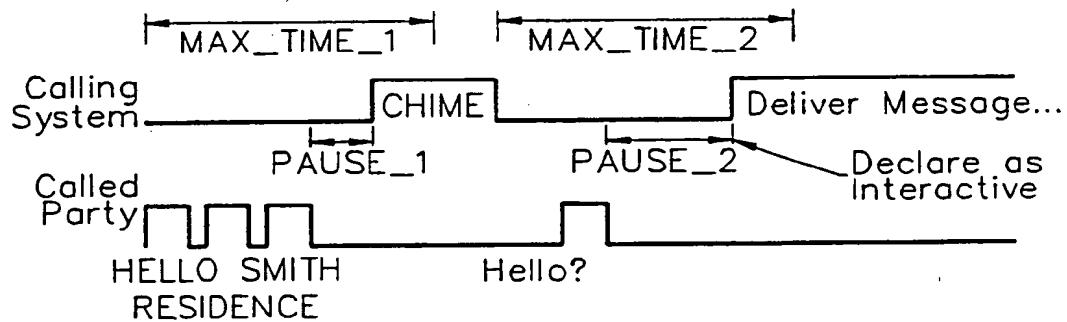 MAX_TIME_1 MAX_TIME_2
Calling
System
CHIME
Deliver Message...
PAUSE_1 PAUSE_2
Declare as
Interactive
Called
Party
HELLO SMITH
RESIDENCE
Hello?